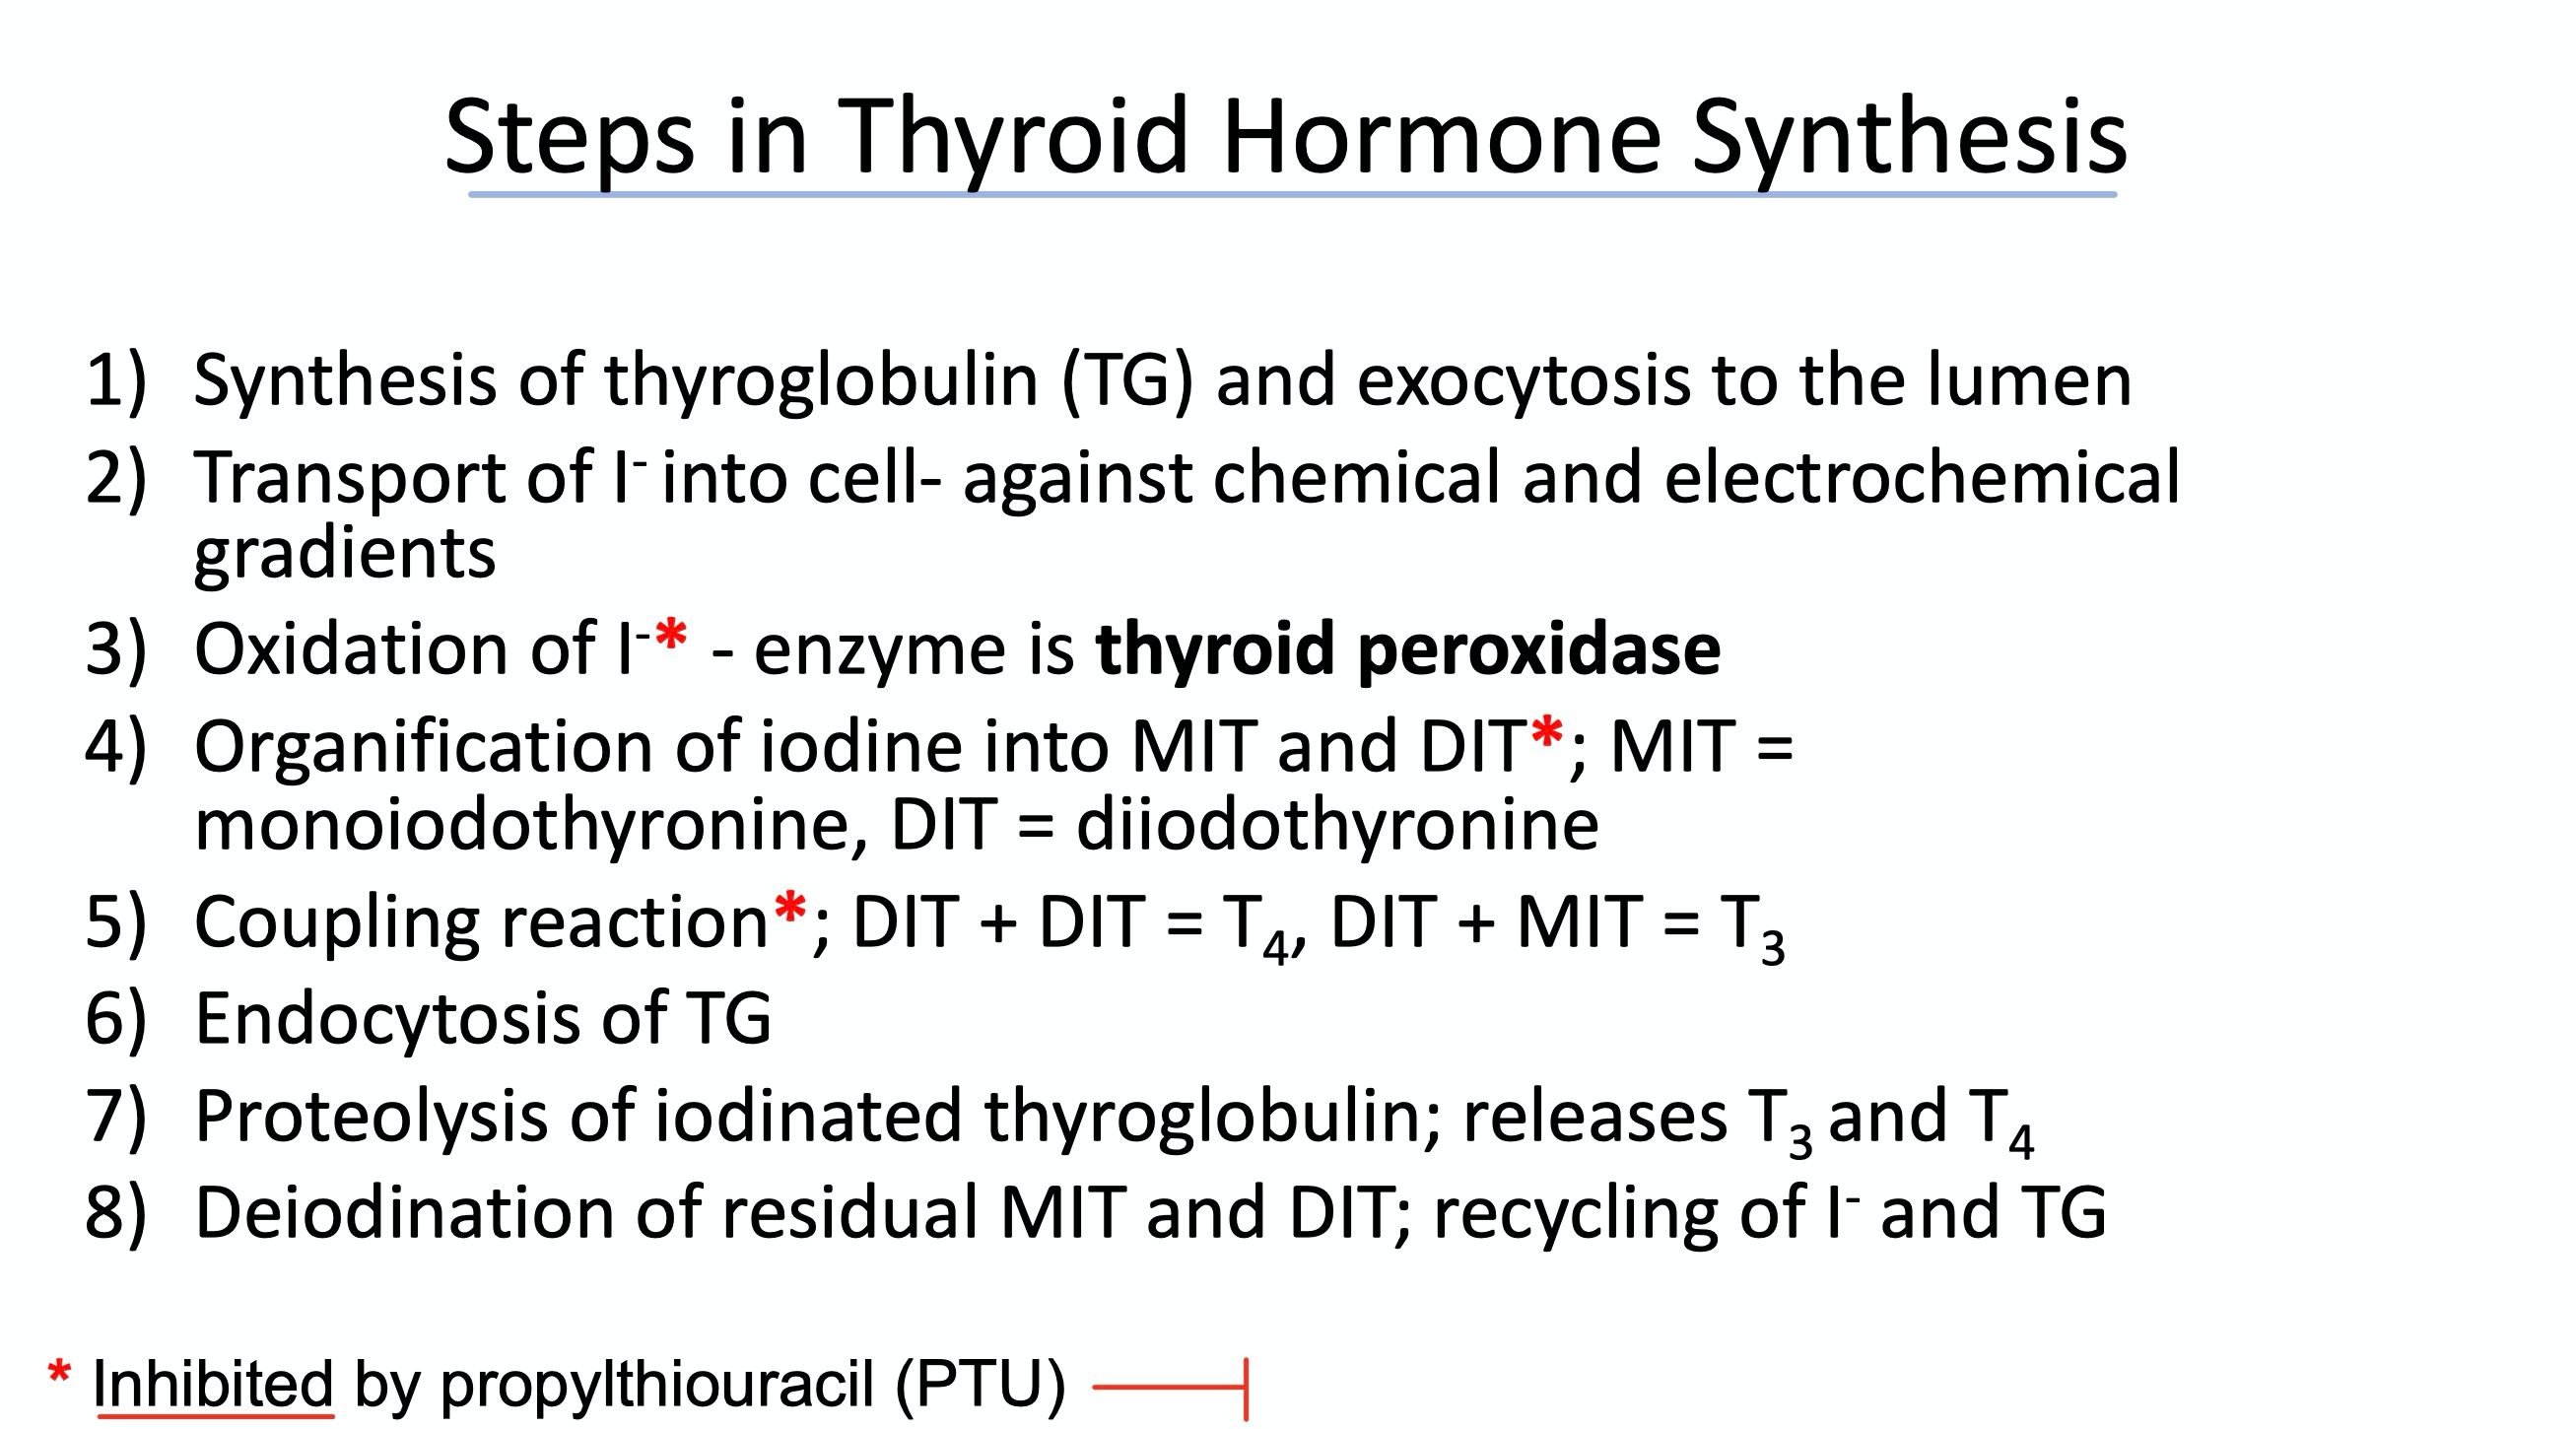 Steps in Thyroid Hormone Synthesis
1) Synthesis of thyroglobulin (TG) and exocytosis to the lumen
2) Transport of I⁻ into cell- against chemical and electrochemical
gradients
3) Oxidation of I⁻* - enzyme is thyroid peroxidase
4) Organification of iodine into MIT and DIT*; MIT =
monoiodothyronine, DIT = diiodothyronine
5) Coupling reaction*; DIT + DIT = T₄, DIT + MIT = T₃
6) Endocytosis of TG
7) Proteolysis of iodinated thyroglobulin; releases T₃ and T₄
8) Deiodination of residual MIT and DIT; recycling of I⁻ and TG
* Inhibited by propylthiouracil (PTU)